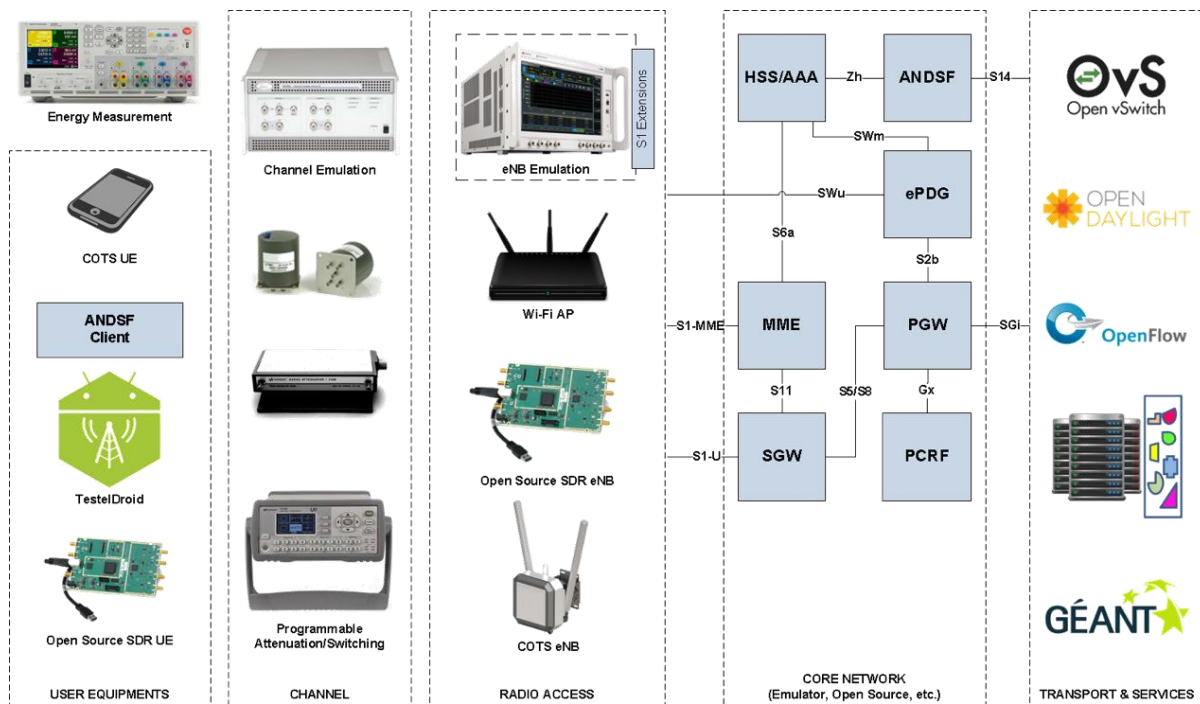 Energy Measurement
COTS UE
ANDSF
Client
TestelDroid
Open Source SDR UE
USER EQUIPMENTS
Channel Emulation
Programmable
Attenuation/Switching
CHANNEL
eNB Emulation
S1 Extensions
Wi-Fi AP
Open Source SDR eNB
COTS eNB
RADIO ACCESS
HSS/AAA
Zh
ANDSF
S14
SWm
SWu
ePDG
S6a
S2b
S1-MME
MME
PGW
SGi
S11
S5/S8
Gx
S1-U
SGW
PCRF
CORE NETWORK
(Emulator, Open Source, etc.)
OvS
Open vSwitch
OPEN
DAYLIGHT
OpenFlow
GÉANT
TRANSPORT & SERVICES